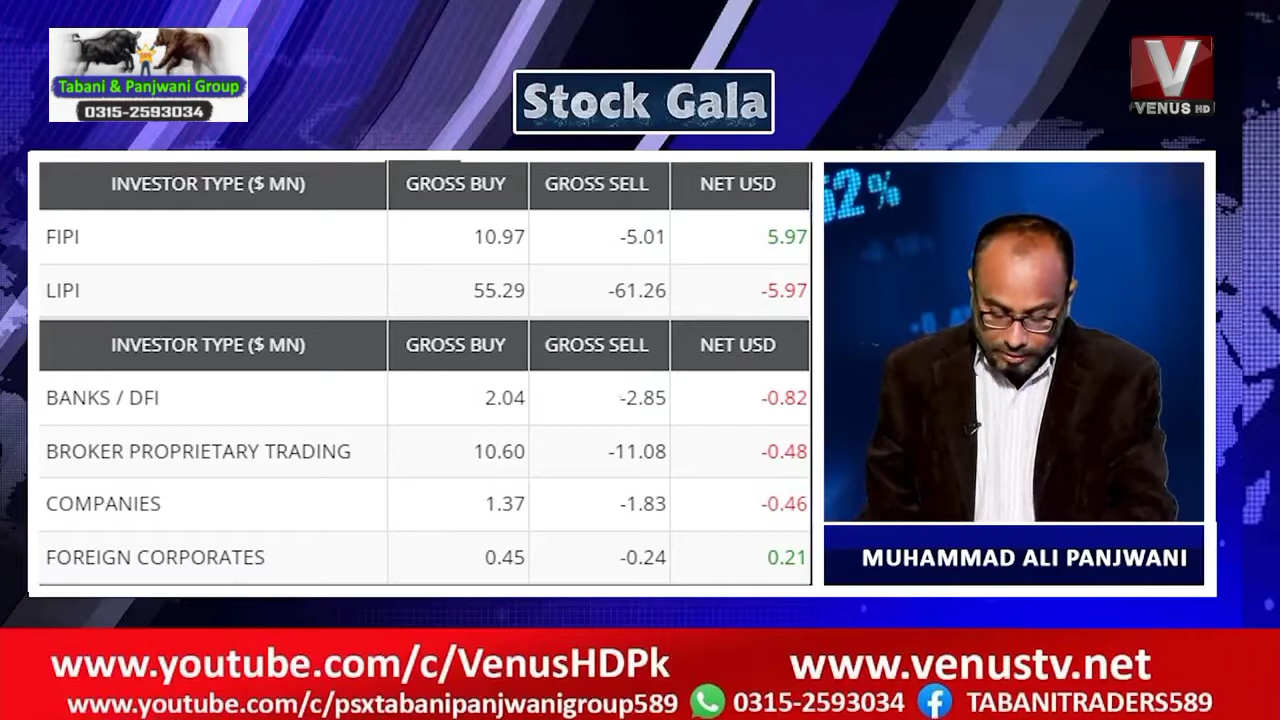 Tabani & Panjwani Group
0315-2593034
Stock Gala
VENUS HD
INVESTOR TYPE ($ MN) GROSS BUY GROSS SELL NET USD
FIPI 10.97 -5.01 5.97
LIPI 55.29 -61.26 -5.97
INVESTOR TYPE ($ MN) GROSS BUY GROSS SELL NET USD
BANKS / DFI 2.04 -2.85 -0.82
BROKER PROPRIETARY TRADING 10.60 -11.08 -0.48
COMPANIES 1.37 -1.83 -0.46
FOREIGN CORPORATES 0.45 -0.24 0.21
52%
MUHAMMAD ALI PANJWANI
www.youtube.com/c/VenusHDPk www.venustv.net
www.youtube.com/c/psxtabanipanjwanigroup589 0315-2593034 TABANITRADERS589